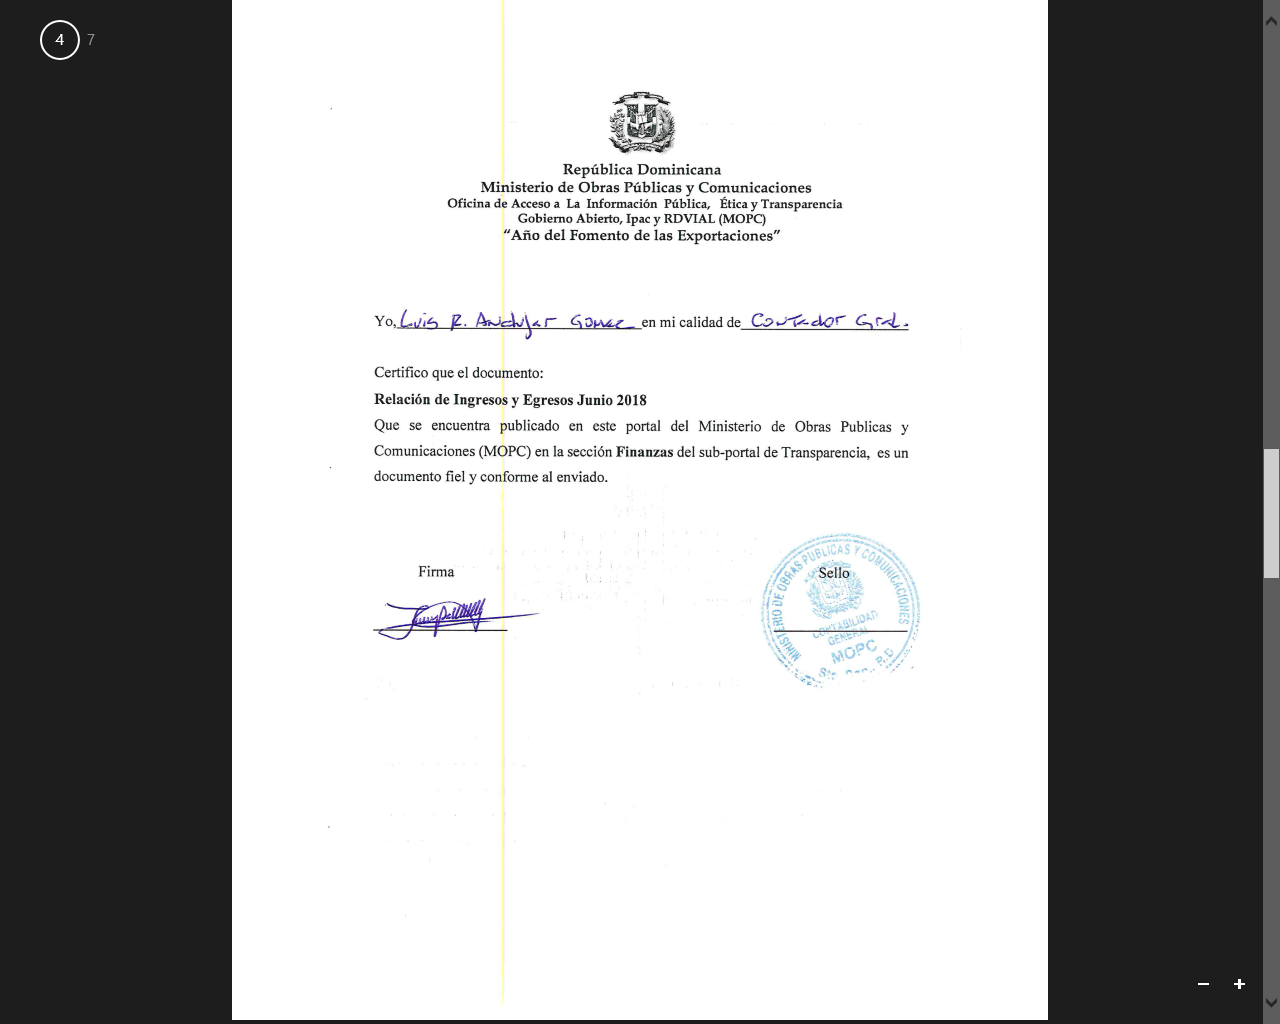 4 7
República Dominicana
Ministerio de Obras Públicas y Comunicaciones
Oficina de Acceso a La Información Pública, Ética y Transparencia
Gobierno Abierto, Ipac y RDVIAL (MOPC)
“Año del Fomento de las Exportaciones”
Yo, Luis R. Andujar Gomez en mi calidad de Contador Gral.
Certifico que el documento:
Relación de Ingresos y Egresos Junio 2018
Que se encuentra publicado en este portal del Ministerio de Obras Publicas y
Comunicaciones (MOPC) en la sección Finanzas del sub-portal de Transparencia, es un
documento fiel y conforme al enviado.
Firma
Sello
MINISTERIO DE OBRAS PUBLICAS Y COMUNICACIONES
CONTABILIDAD
GENERAL
MOPC
Sto. R.D